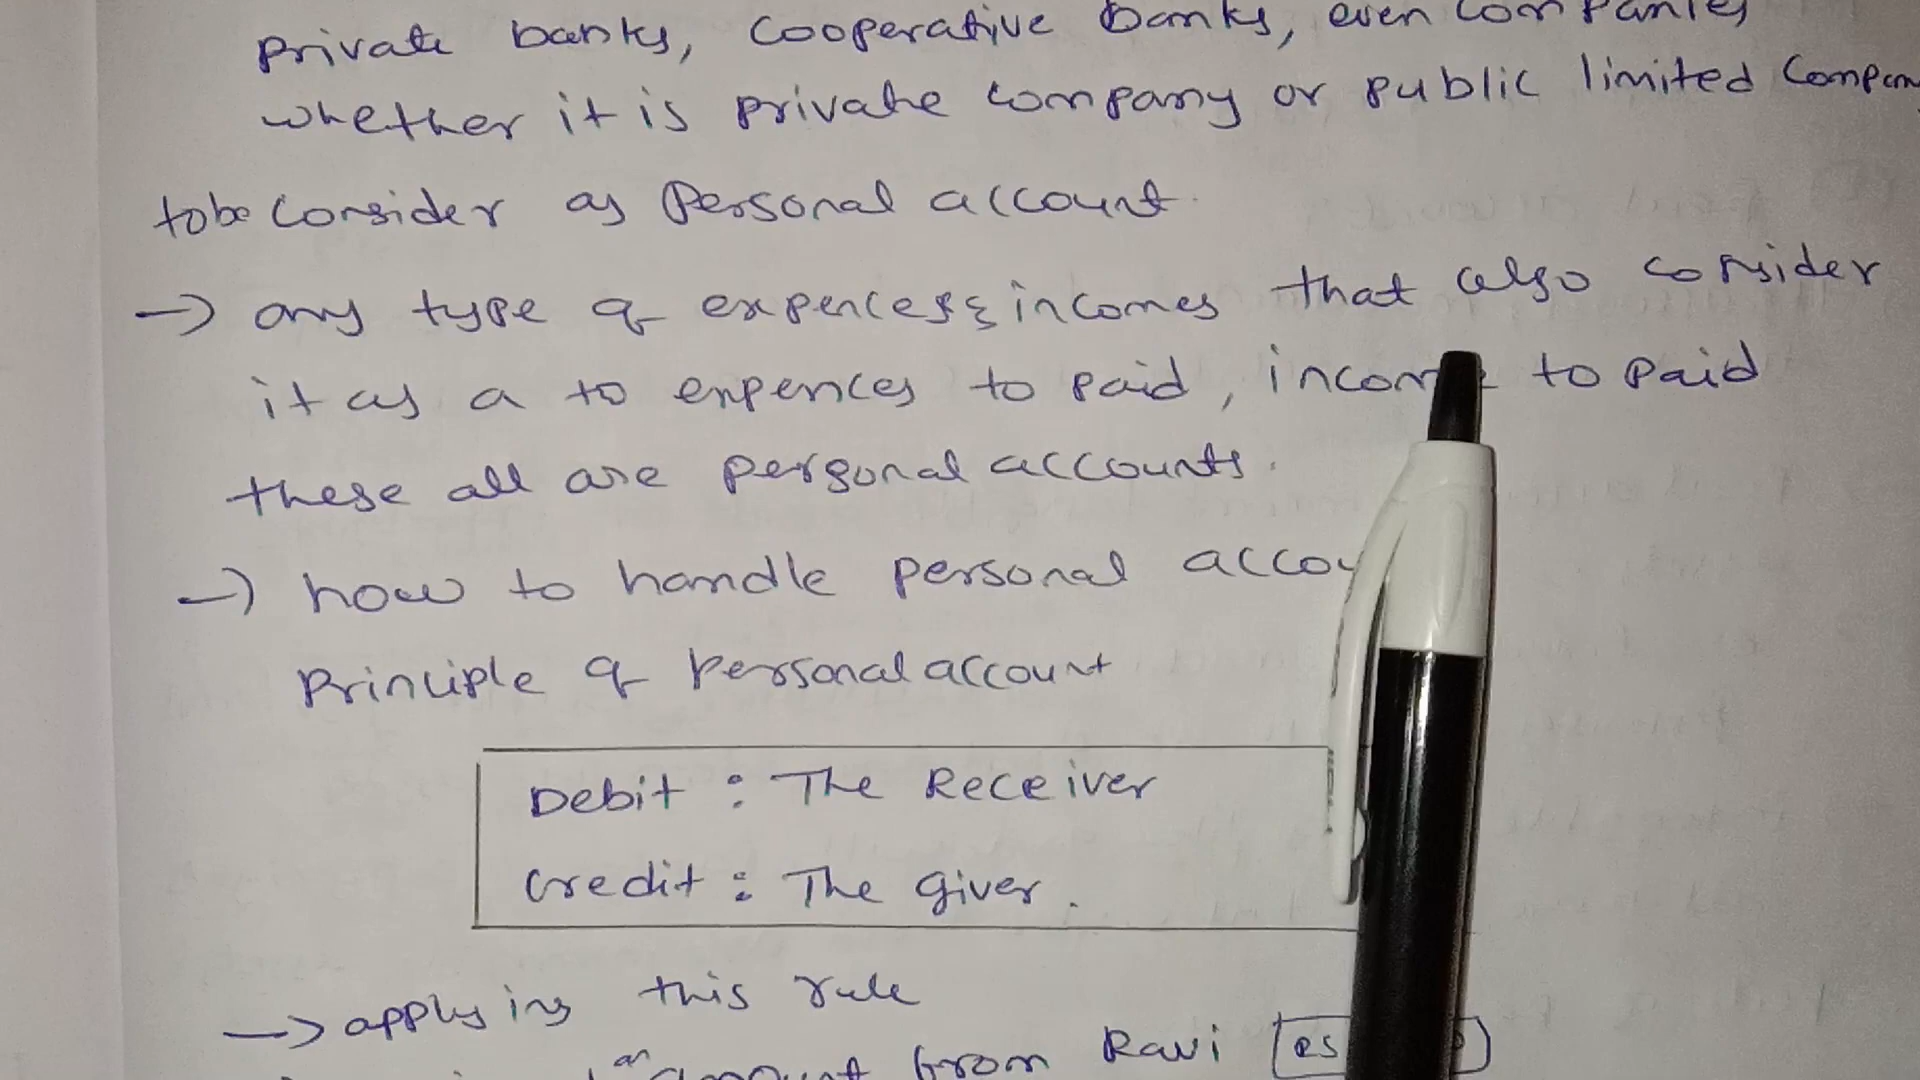 private banks, cooperative banks, even companies
whether it is private company or public limited
tobe consider as Personal account.
→ any type of expences & incomes that also consider
it as a to expences to paid, income to paid
these all are personal accounts.
→ how to handle personal
Principle of personal account
Debit : The Receiver
Credit : The giver.
→ applying this rule
an amount from Ravi